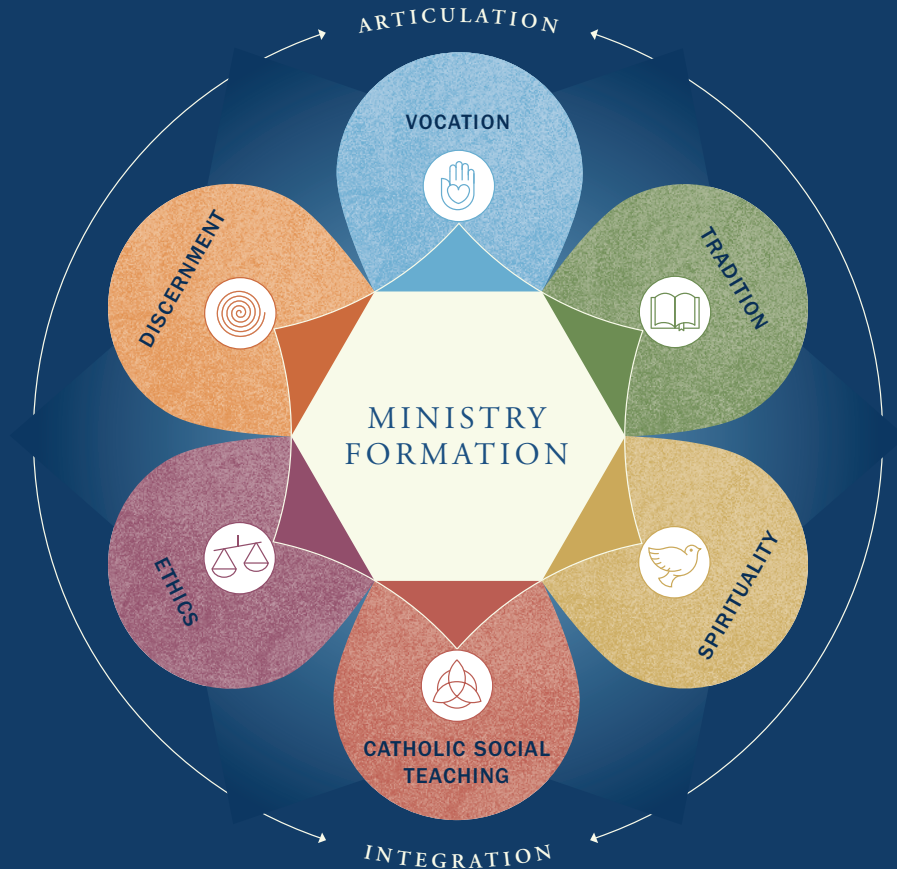 ARTICULATION
VOCATION
DISCERNMENT
TRADITION
MINISTRY
FORMATION
ETHICS
SPIRITUALITY
CATHOLIC SOCIAL
TEACHING
INTEGRATION